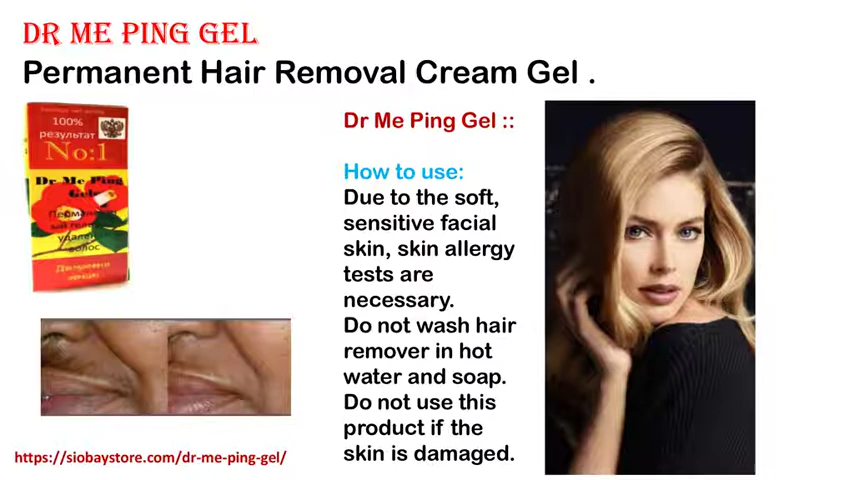 DR ME PING GEL
Permanent Hair Removal Cream Gel .
100%
результат
No:1
Dr Me Ping
Gel
удален
волос
Dr Me Ping Gel ::
How to use:
Due to the soft,
sensitive facial
skin, skin allergy
tests are
necessary.
Do not wash hair
remover in hot
water and soap.
Do not use this
product if the
skin is damaged.
https://siobaystore.com/dr-me-ping-gel/